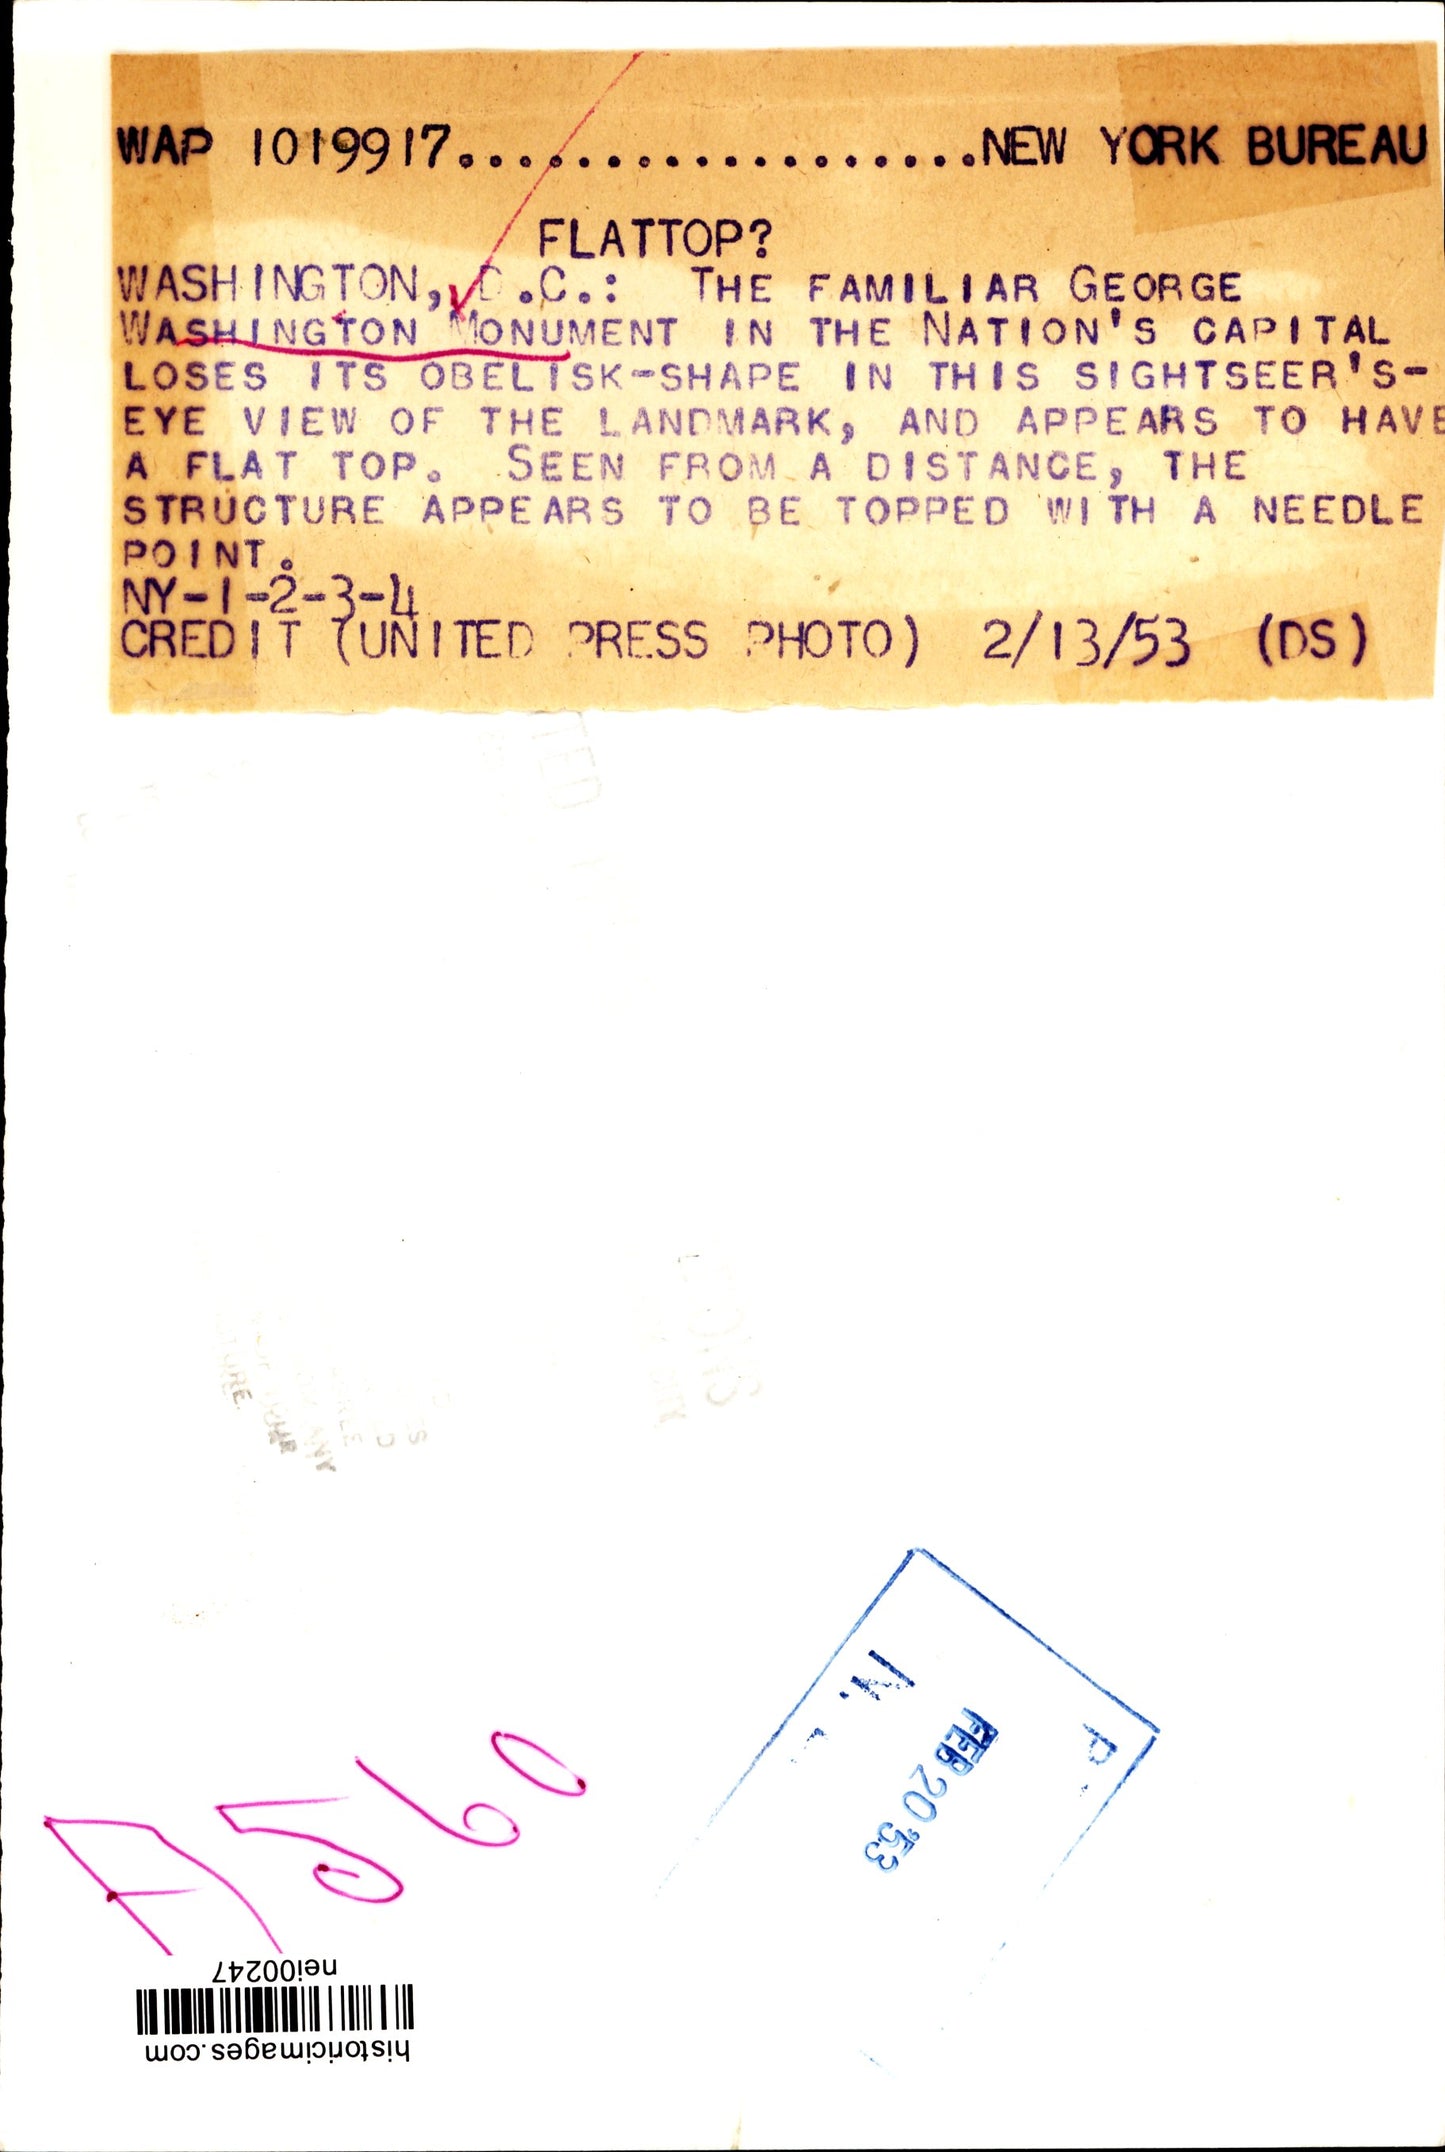 WAP 1019917..................NEW YORK BUREAU
FLATTOP?
WASHINGTON, D.C.: THE FAMILIAR GEORGE
WASHINGTON MONUMENT IN THE NATION'S CAPITAL
LOSES ITS OBELISK-SHAPE IN THIS SIGHTSEER'S-
EYE VIEW OF THE LANDMARK, AND APPEARS TO HAVE
A FLAT TOP. SEEN FROM A DISTANCE, THE
STRUCTURE APPEARS TO BE TOPPED WITH A NEEDLE
POINT.
NY-1-2-3-4
CREDIT (UNITED PRESS PHOTO) 2/13/53 (DS)
FEB 20 '53
A560
nei00247
historicimages.com